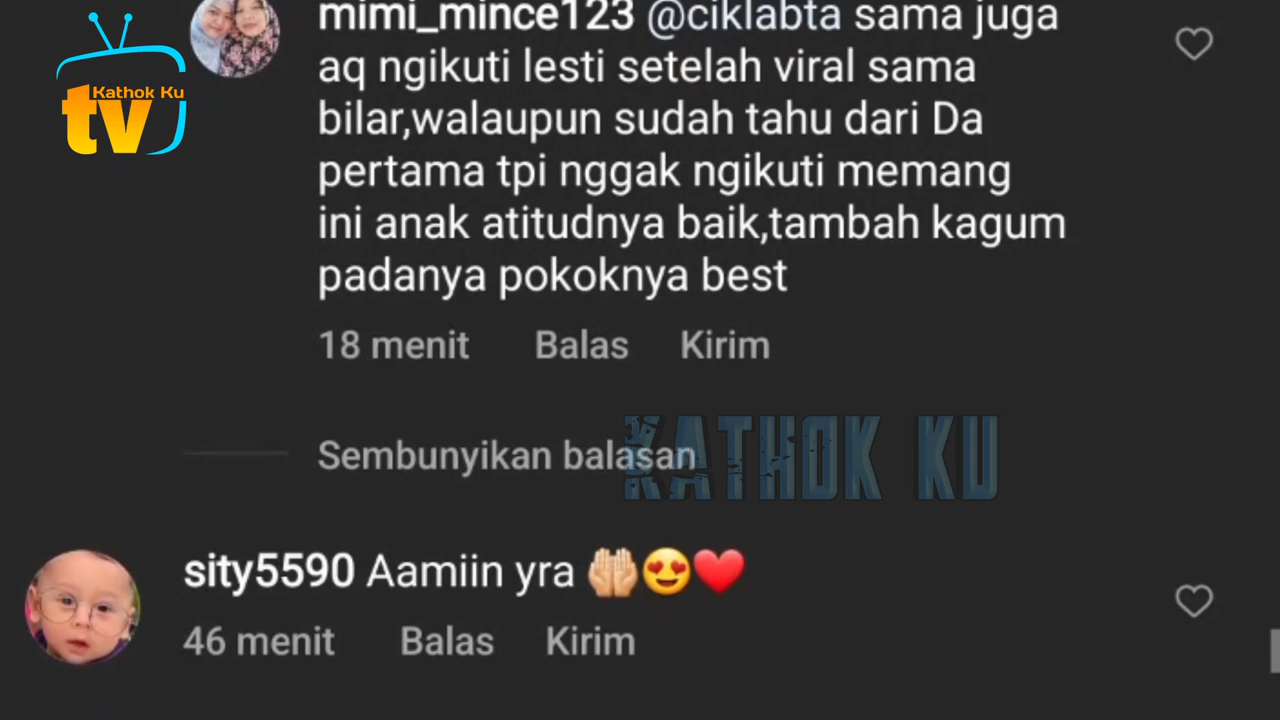 mimi_mince123 @ciklabta sama juga
aq ngikuti lesti setelah viral sama
bilar,walaupun sudah tahu dari Da
pertama tpi nggak ngikuti memang
ini anak atitudnya baik,tambah kagum
padanya pokoknya best
18 menit Balas Kirim
Sembunyikan balasan
sity5590 Aamiin yra 🤲🏼😍❤️
46 menit Balas Kirim
Kathok Ku
tv
KATHOK KU